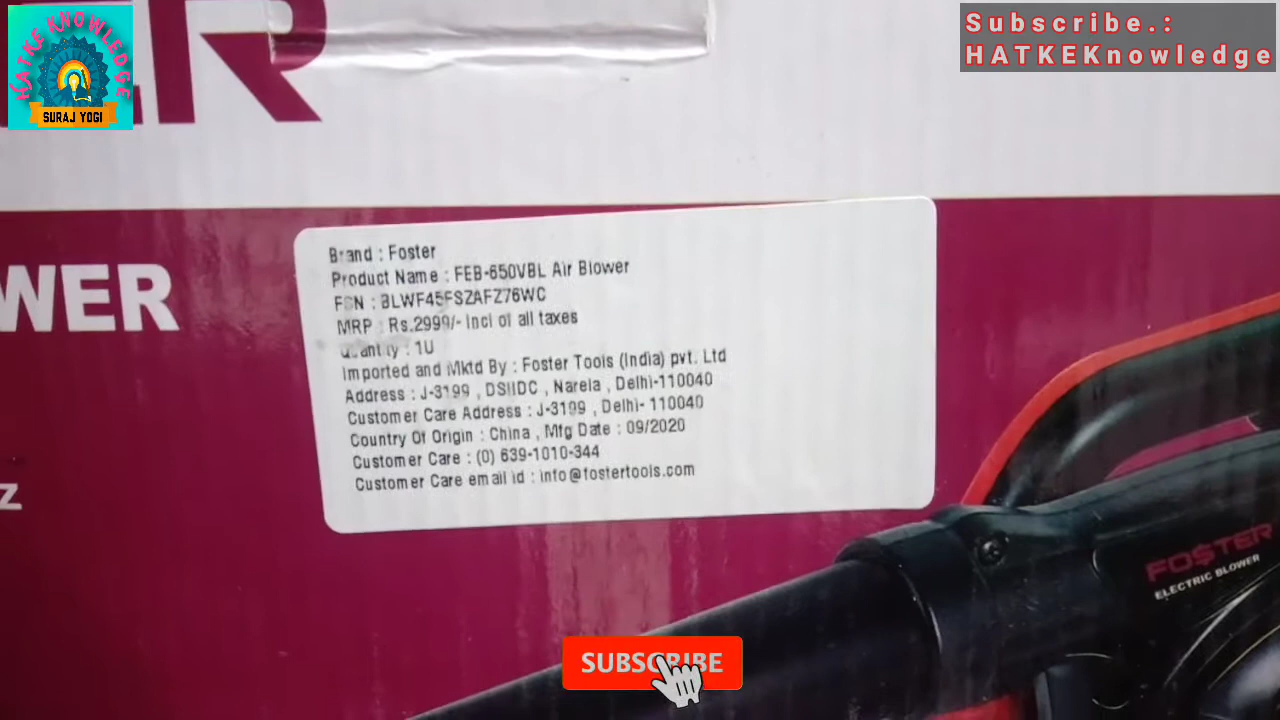 HATKE KNOWLEDGE
SURAJ YOGI
Subscribe.:
HATKEKnowledge
ER
WER
Z
Brand : Foster
Product Name : FEB-650VBL Air Blower
FSN : BLWF45FSZAFZ76WC
MRP : Rs.2999/- Incl of all taxes
Quantity : 1U
Imported and Mktd By : Foster Tools (India) pvt. Ltd
Address : J-3199 , DSIIDC , Narela , Delhi-110040
Customer Care Address : J-3199 , Delhi- 110040
Country Of Origin : China , Mfg Date : 09/2020
Customer Care : (0) 639-1010-344
Customer Care email id : info@fostertools.com
FOSTER
ELECTRIC BLOWER
SUBSCRIBE